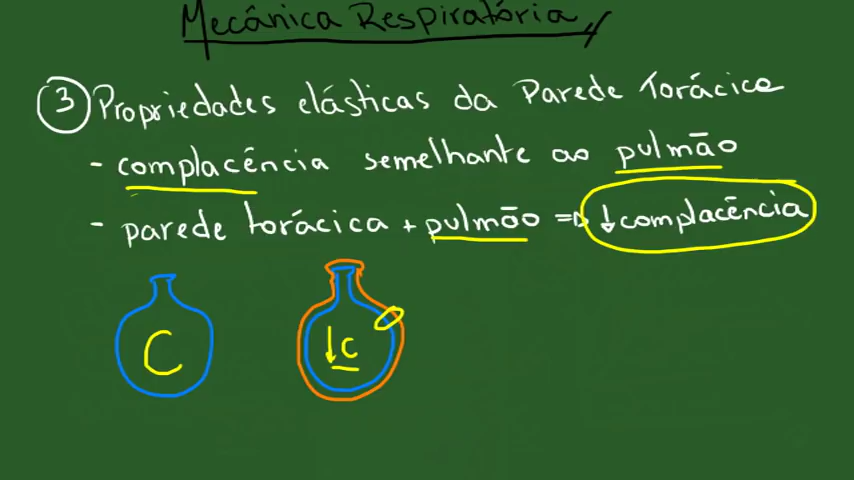 Mecânica Respiratória
3 Propriedades elásticas da Parede Torácica
- complacência semelhante ao pulmão
- parede torácica + pulmão => ↓complacência
C ↓c